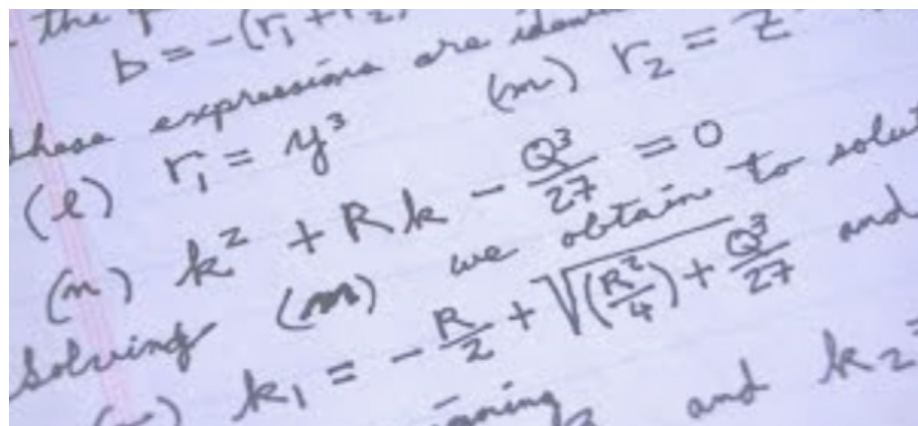 the
b = -(r₁ + r₂)
these expressions are
(l) r₁ = y³ (m) r₂ = z
(n) k² + Rk - Q³/27 = 0
Solving (m) we obtain to
k₁ = -R/2 + √((R²/4) + Q³/27 and
and k₂